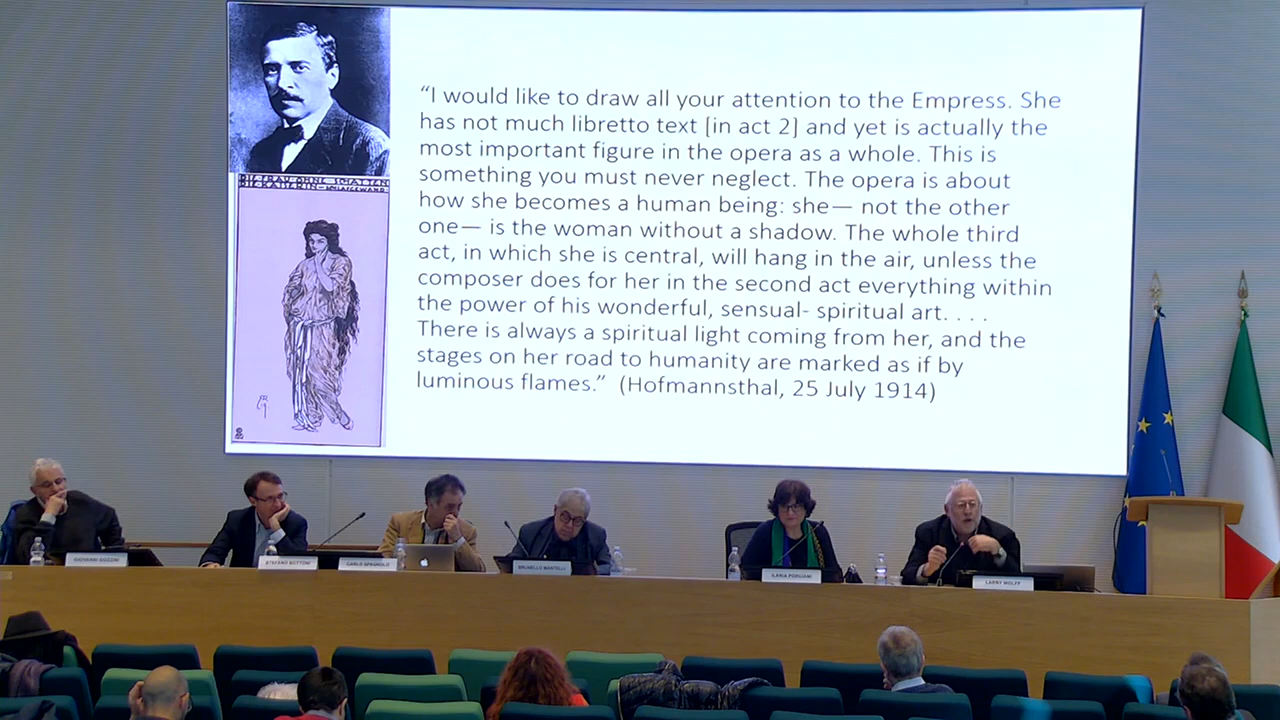 “I would like to draw all your attention to the Empress. She
has not much libretto text [in act 2] and yet is actually the
most important figure in the opera as a whole. This is
something you must never neglect. The opera is about
how she becomes a human being: she— not the other
one— is the woman without a shadow. The whole third
act, in which she is central, will hang in the air, unless the
composer does for her in the second act everything within
the power of his wonderful, sensual- spiritual art. . . .
There is always a spiritual light coming from her, and the
stages on her road to humanity are marked as if by
luminous flames.”  (Hofmannsthal, 25 July 1914)
DIE FRAU OHNE SCHATTEN
DIE KAISERIN
STEFANO BOTTONI
CARLO SPAGNOLO
BRUNELLO MANTELLI
ILARIA PORCIANI
LARRY WOLFF